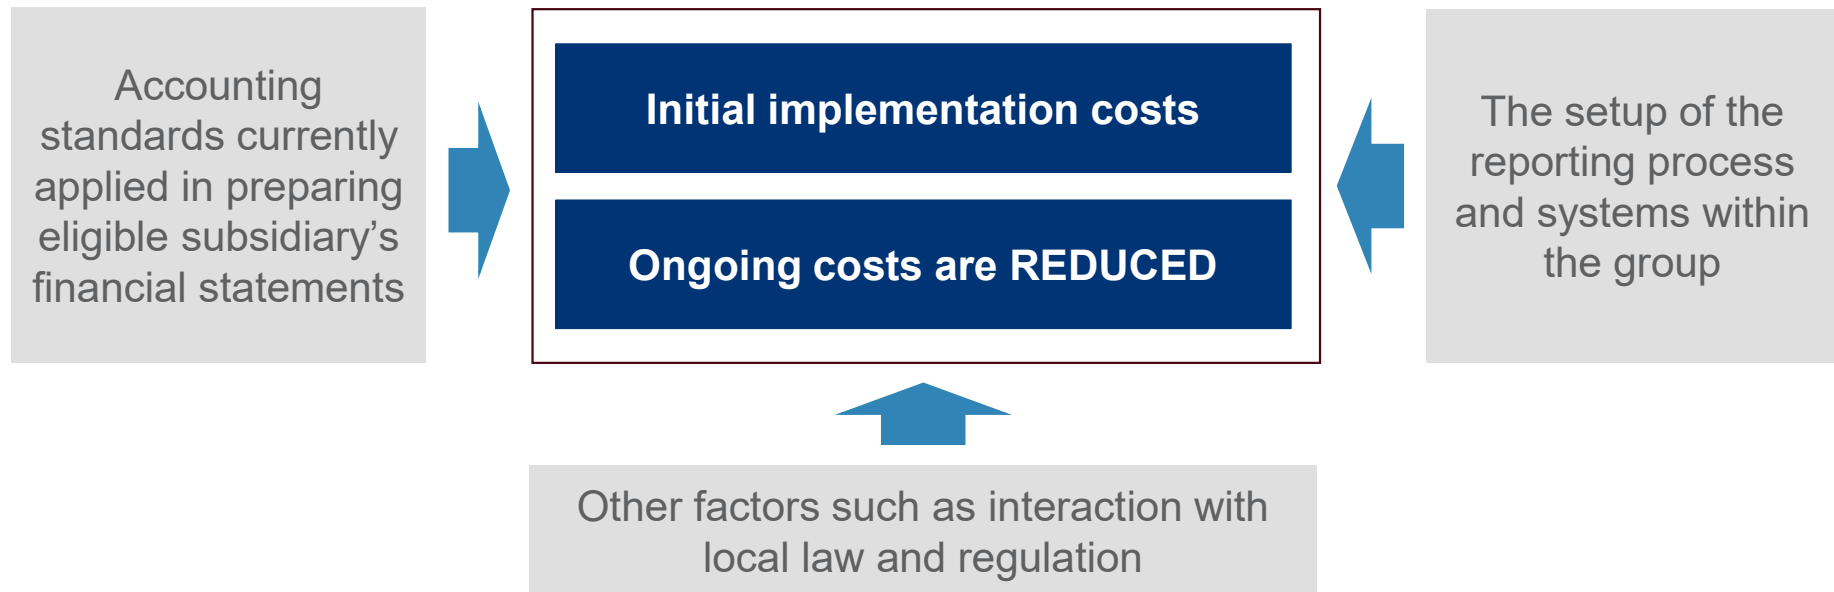 Accounting
standards currently
applied in preparing
eligible subsidiary's
financial statements
Initial implementation costs
Ongoing costs are REDUCED
The setup of the
reporting process
and systems within
the group
Other factors such as interaction with
local law and regulation